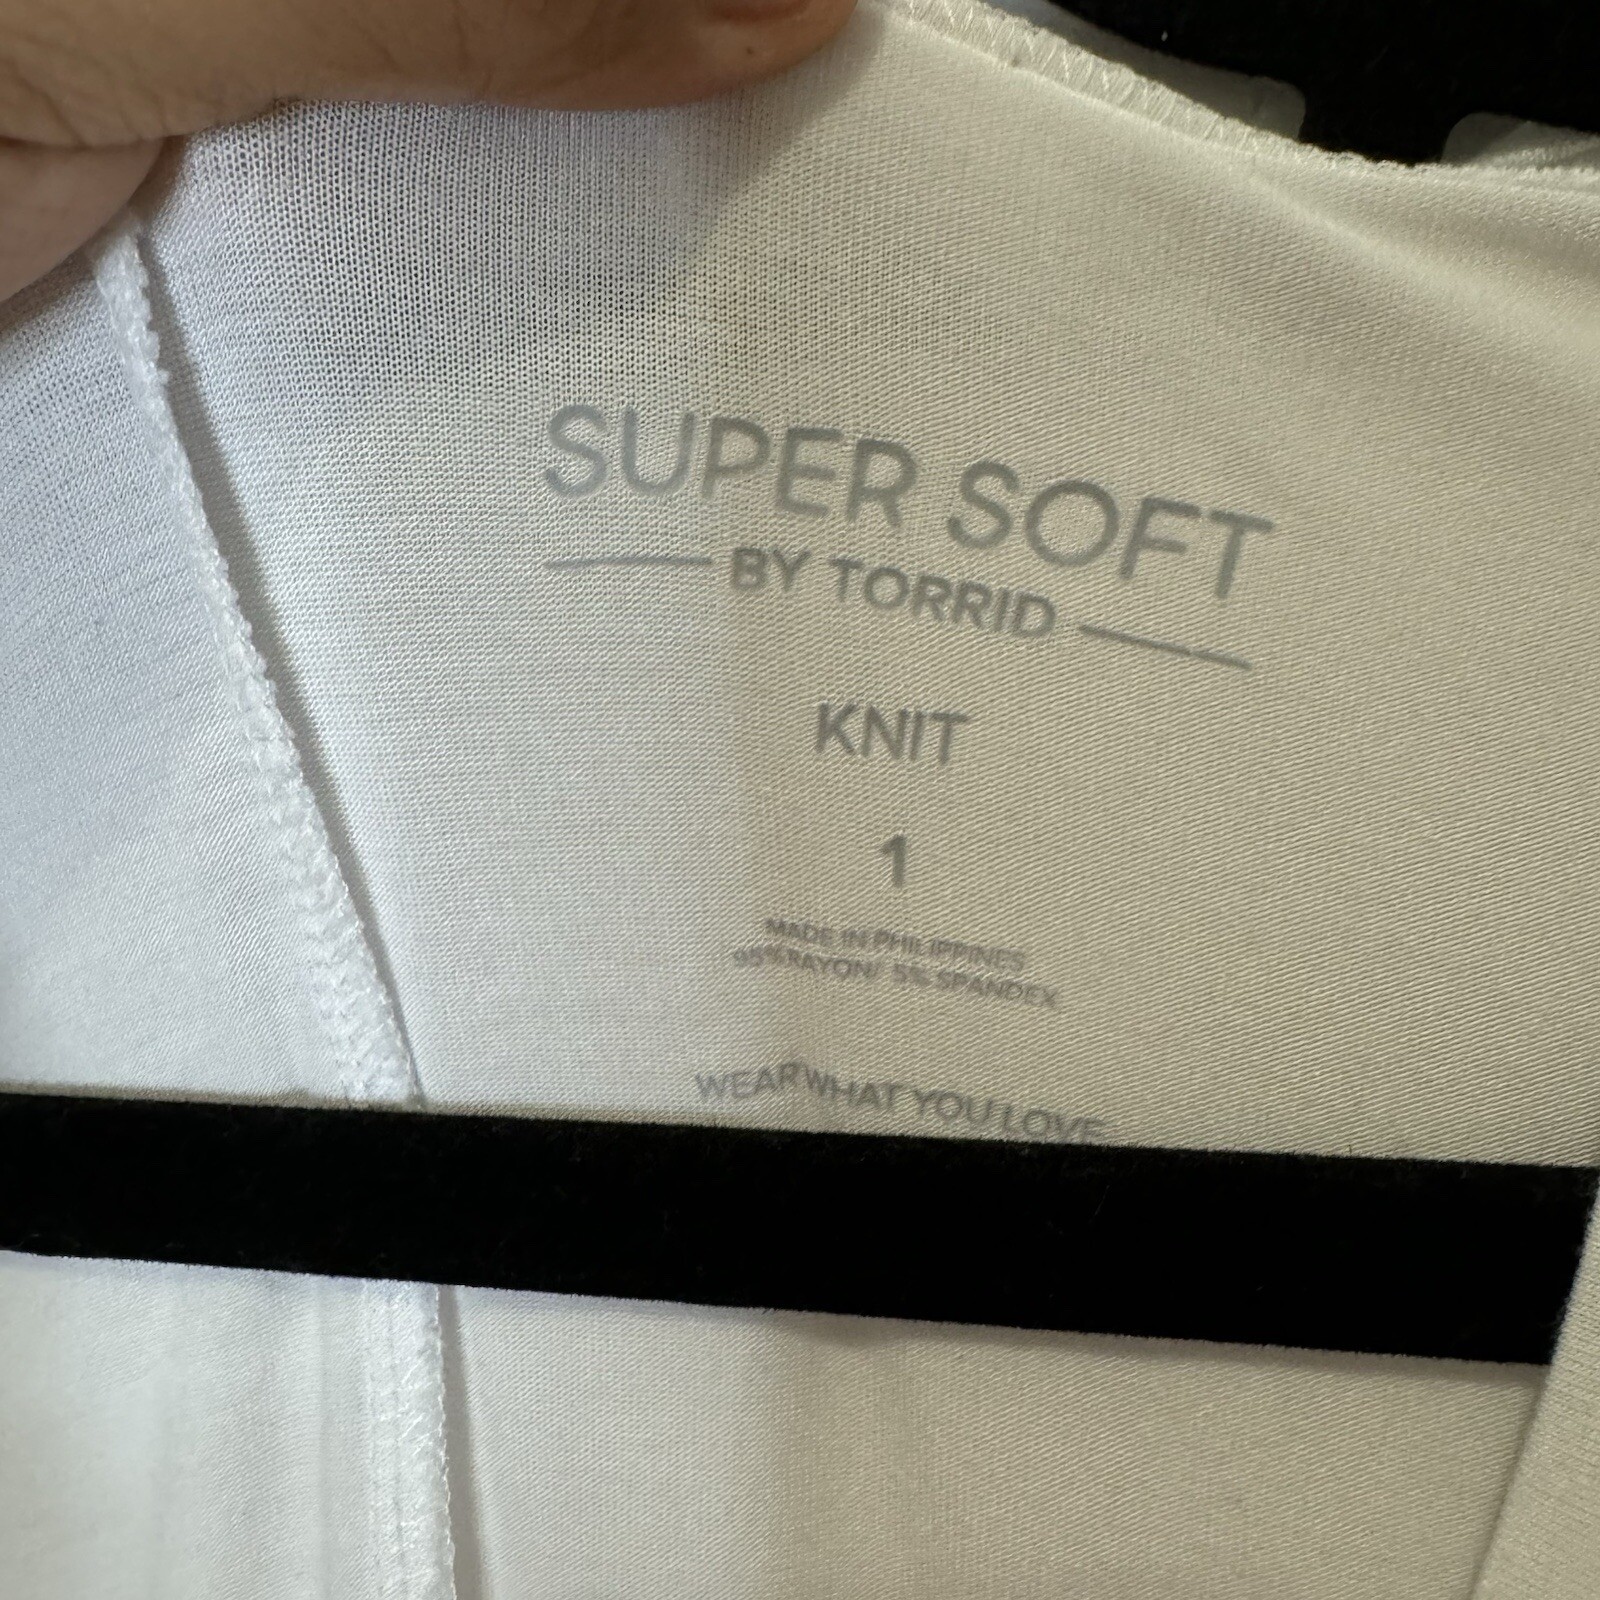 SUPER SOFT
BY TORRID
KNIT
1
MADE IN PHILIPPINES
95% RAYON/ 5% SPANDEX
WEAR WHAT YOU LOVE